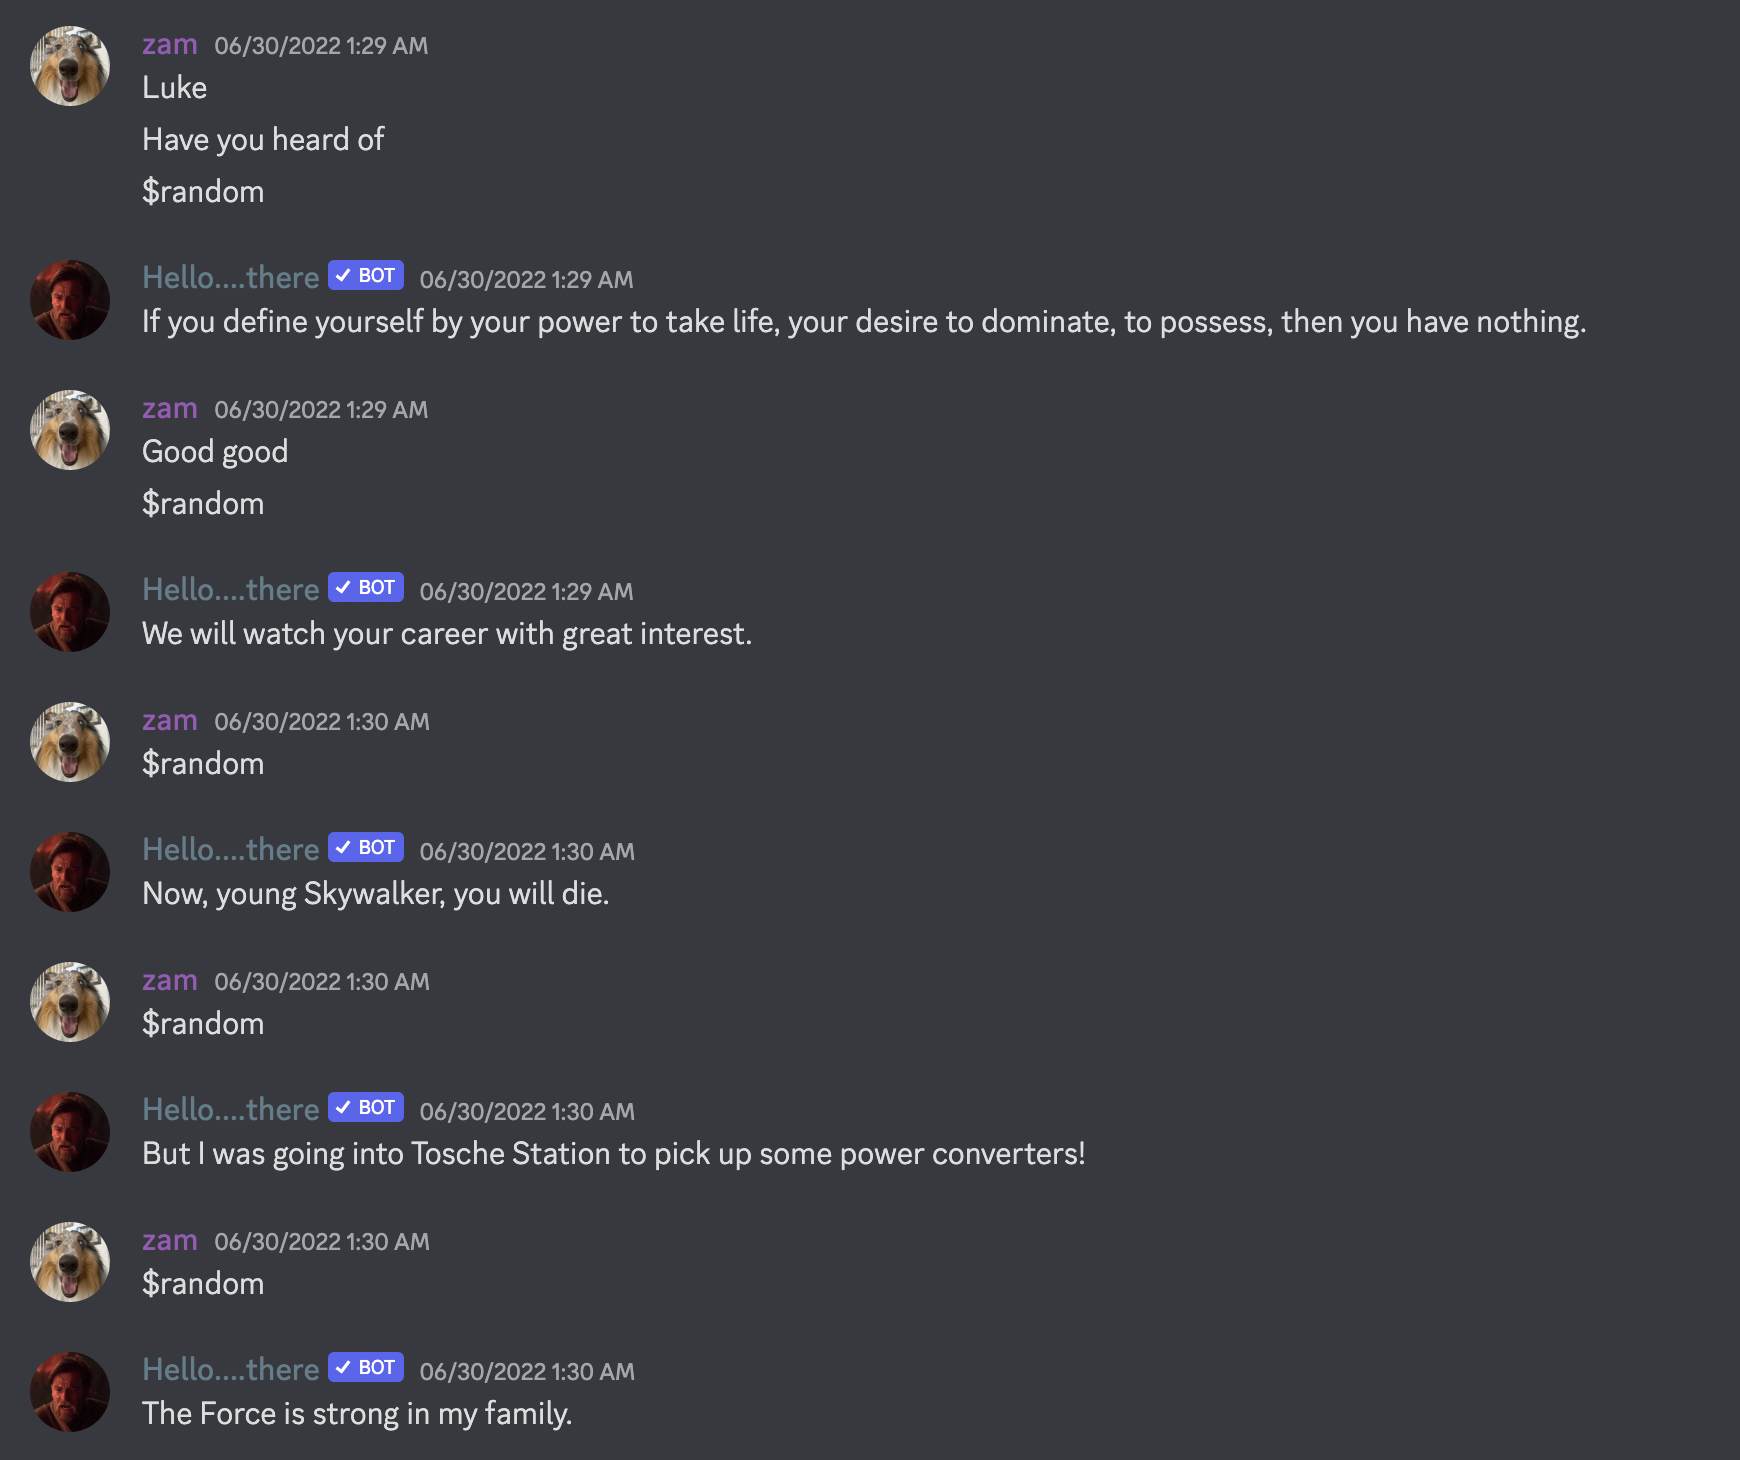 zam 06/30/2022 1:29 AM
Luke
Have you heard of
$random
Hello....there ✓ BOT 06/30/2022 1:29 AM
If you define yourself by your power to take life, your desire to dominate, to possess, then you have nothing.
zam 06/30/2022 1:29 AM
Good good
$random
Hello....there ✓ BOT 06/30/2022 1:29 AM
We will watch your career with great interest.
zam 06/30/2022 1:30 AM
$random
Hello....there ✓ BOT 06/30/2022 1:30 AM
Now, young Skywalker, you will die.
zam 06/30/2022 1:30 AM
$random
Hello....there ✓ BOT 06/30/2022 1:30 AM
But I was going into Tosche Station to pick up some power converters!
zam 06/30/2022 1:30 AM
$random
Hello....there ✓ BOT 06/30/2022 1:30 AM
The Force is strong in my family.